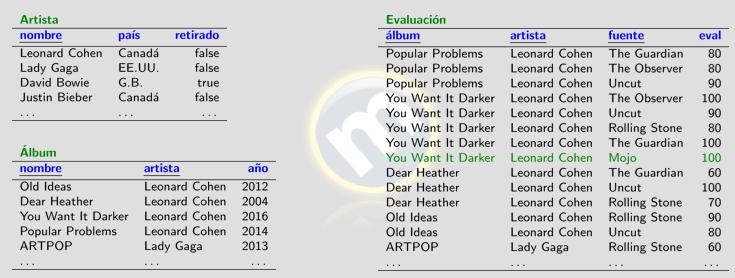 Artista
nombre país retirado
Leonard Cohen Canadá false
Lady Gaga EE.UU. false
David Bowie G.B. true
Justin Bieber Canadá false
... ... ...
Álbum
nombre artista año
Old Ideas Leonard Cohen 2012
Dear Heather Leonard Cohen 2004
You Want It Darker Leonard Cohen 2016
Popular Problems Leonard Cohen 2014
ARTPOP Lady Gaga 2013
... ... ...
Evaluación
álbum artista fuente eval
Popular Problems Leonard Cohen The Guardian 80
Popular Problems Leonard Cohen The Observer 80
Popular Problems Leonard Cohen Uncut 90
You Want It Darker Leonard Cohen The Observer 100
You Want It Darker Leonard Cohen Uncut 90
You Want It Darker Leonard Cohen Rolling Stone 80
You Want It Darker Leonard Cohen The Guardian 100
You Want It Darker Leonard Cohen Mojo 100
Dear Heather Leonard Cohen The Guardian 60
Dear Heather Leonard Cohen Uncut 100
Dear Heather Leonard Cohen Rolling Stone 70
Old Ideas Leonard Cohen Rolling Stone 90
Old Ideas Leonard Cohen Uncut 80
ARTPOP Lady Gaga Rolling Stone 60
... ... ... ...
m